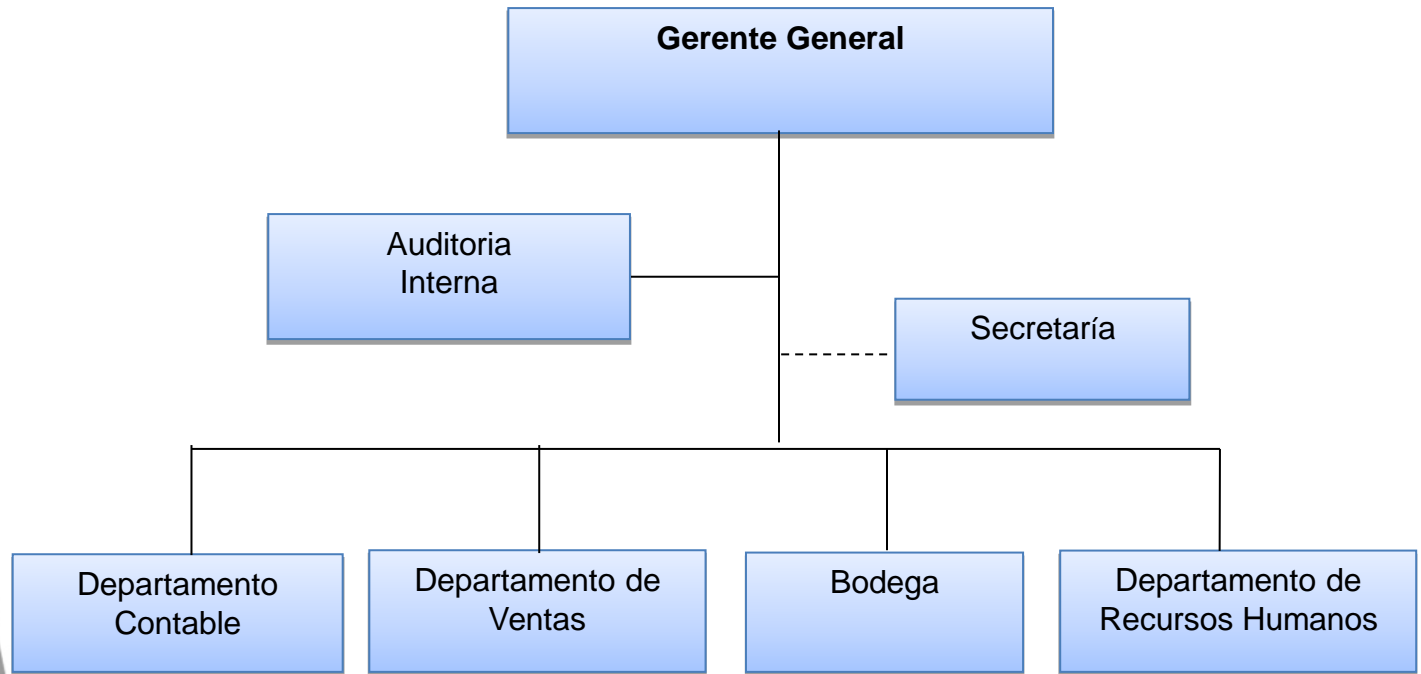 Gerente General
Auditoria
Interna
Secretaría
Departamento
Contable
Departamento de
Ventas
Bodega
Departamento de
Recursos Humanos